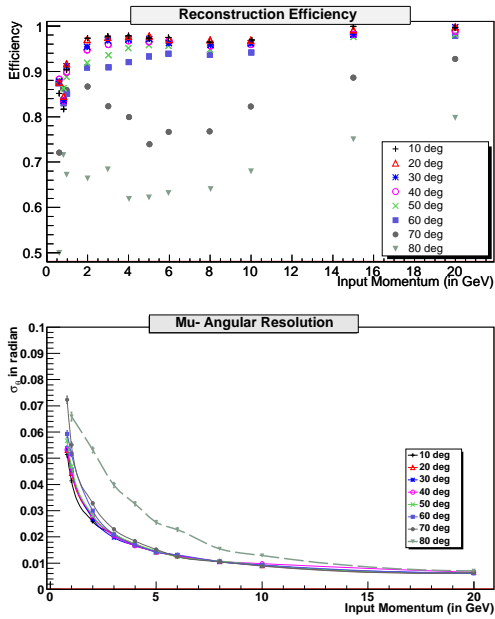 Reconstruction Efficiency
Efficiency
1
0.9
0.8
0.7
0.6
0.5
10 deg
20 deg
30 deg
40 deg
50 deg
60 deg
70 deg
80 deg
0 2 4 6 8 10 12 14 16 18 20
Input Momentum (in GeV)
Mu- Angular Resolution
σθ in radian
0.1
0.09
0.08
0.07
0.06
0.05
0.04
0.03
0.02
0.01
0
10 deg
20 deg
30 deg
40 deg
50 deg
60 deg
70 deg
80 deg
0 5 10 15 20
Input Momentum (in GeV)